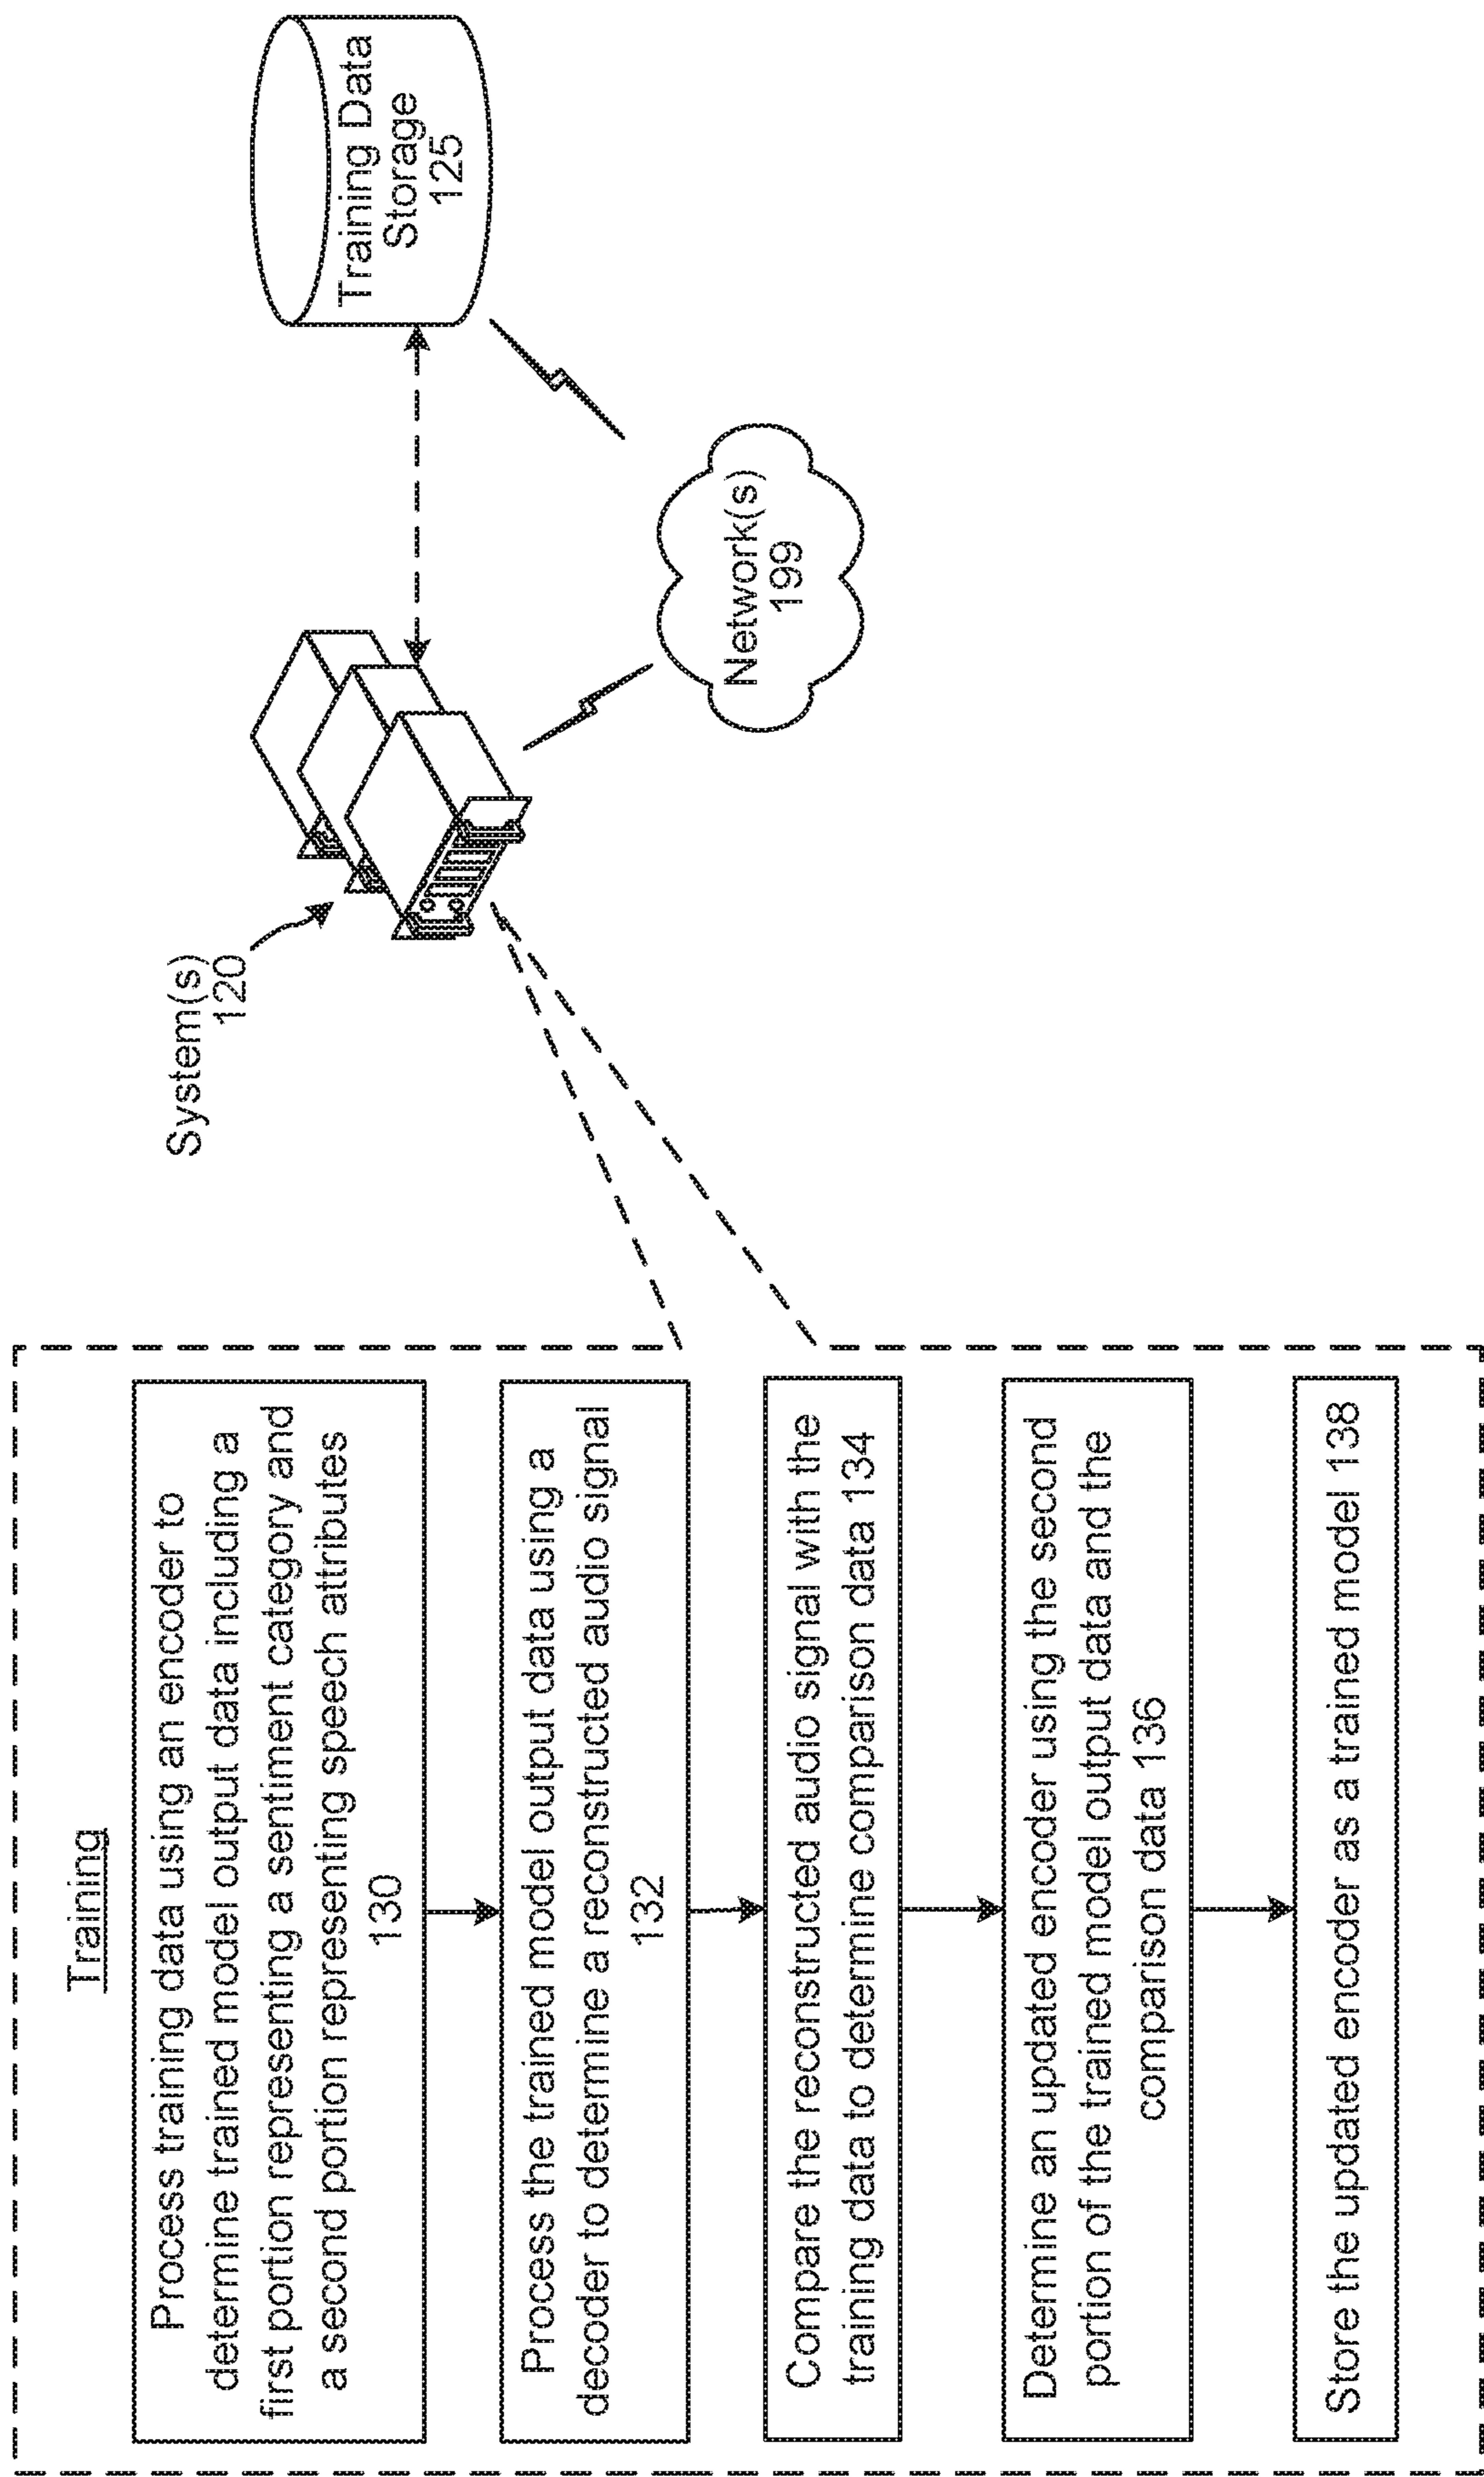 Training
Process training data using an encoder to
determine trained model output data including a
first portion representing a sentiment category and
a second portion representing speech attributes
130
Process the trained model output data using a
decoder to determine a reconstructed audio signal
132
Compare the reconstructed audio signal with the
training data to determine comparison data 134
Determine an updated encoder using the second
portion of the trained model output data and the
comparison data 136
Store the updated encoder as a trained model 138
System(s)
120
Training Data
Storage
125
Network(s)
199